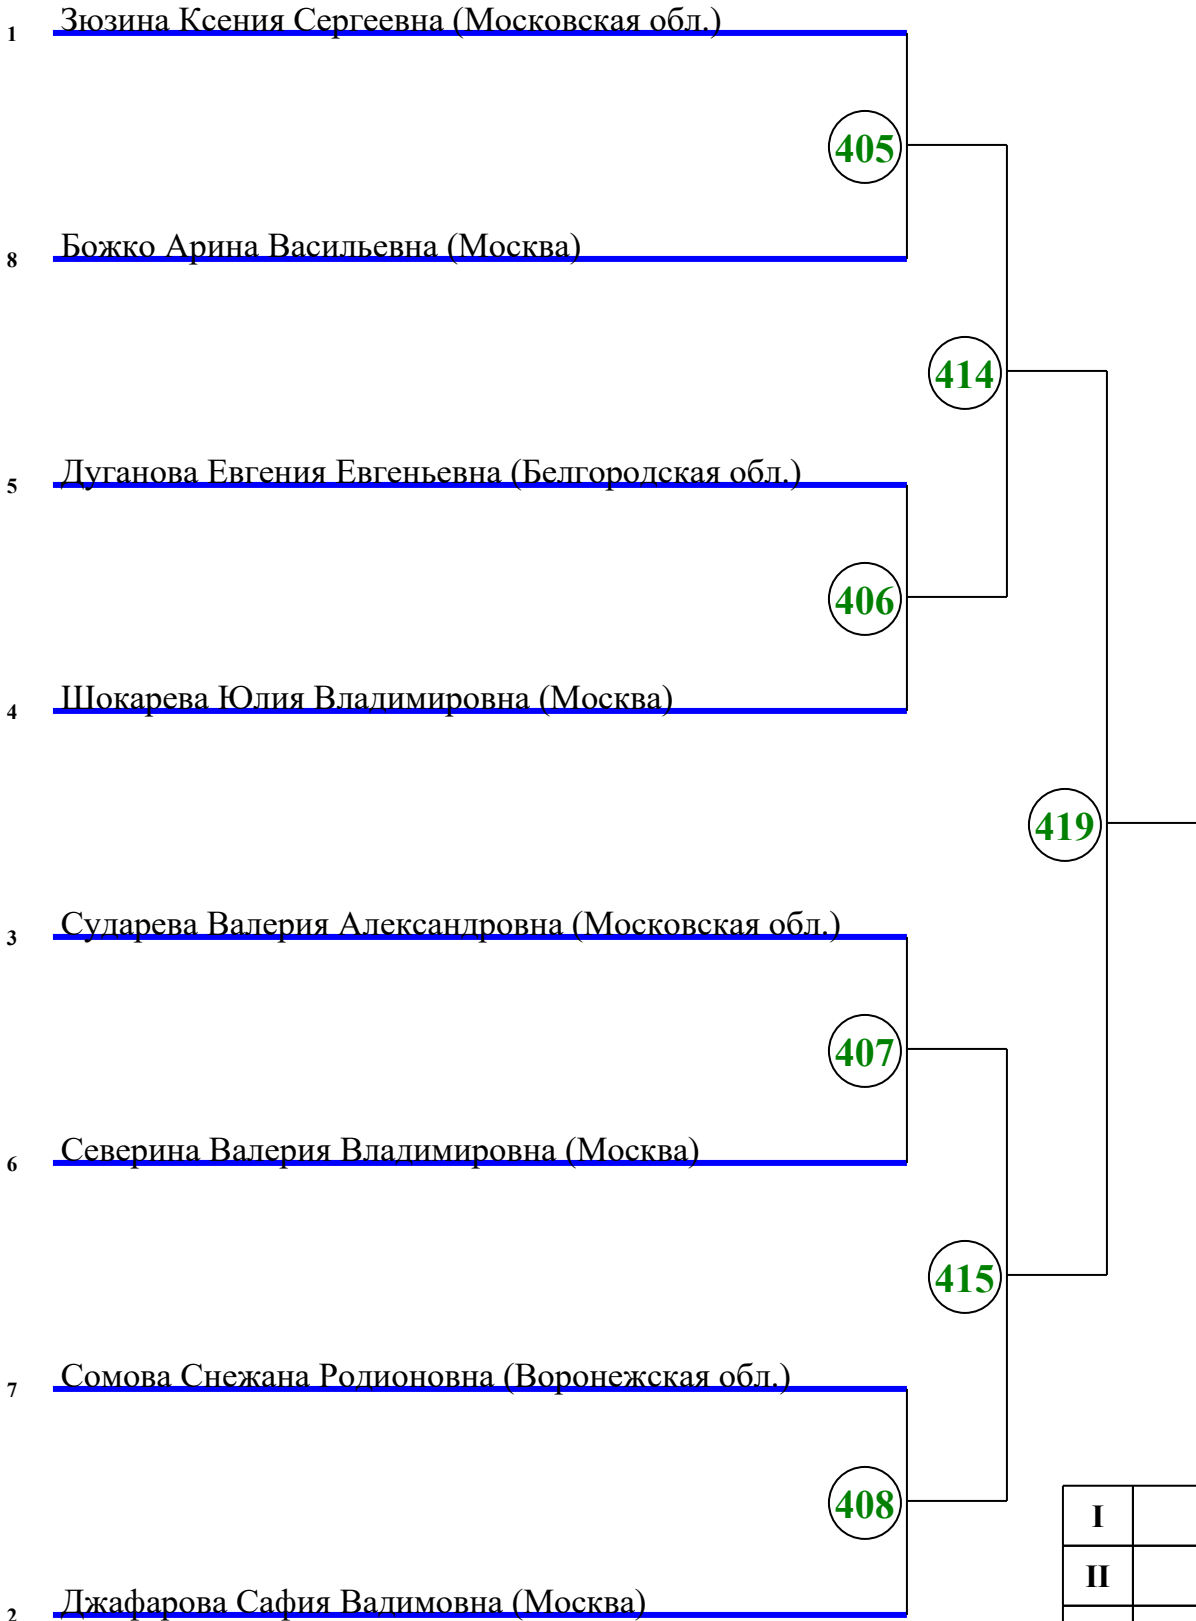 1 Зюзина Ксения Сергеевна (Московская обл.)
405
8 Божко Арина Васильевна (Москва)
414
5 Дуганова Евгения Евгеньевна (Белгородская обл.)
406
4 Шокарева Юлия Владимировна (Москва)
419
3 Сударева Валерия Александровна (Московская обл.)
407
6 Северина Валерия Владимировна (Москва)
415
7 Сомова Снежана Родионовна (Воронежская обл.)
408
I
II
2 Джафарова Сафия Вадимовна (Москва)